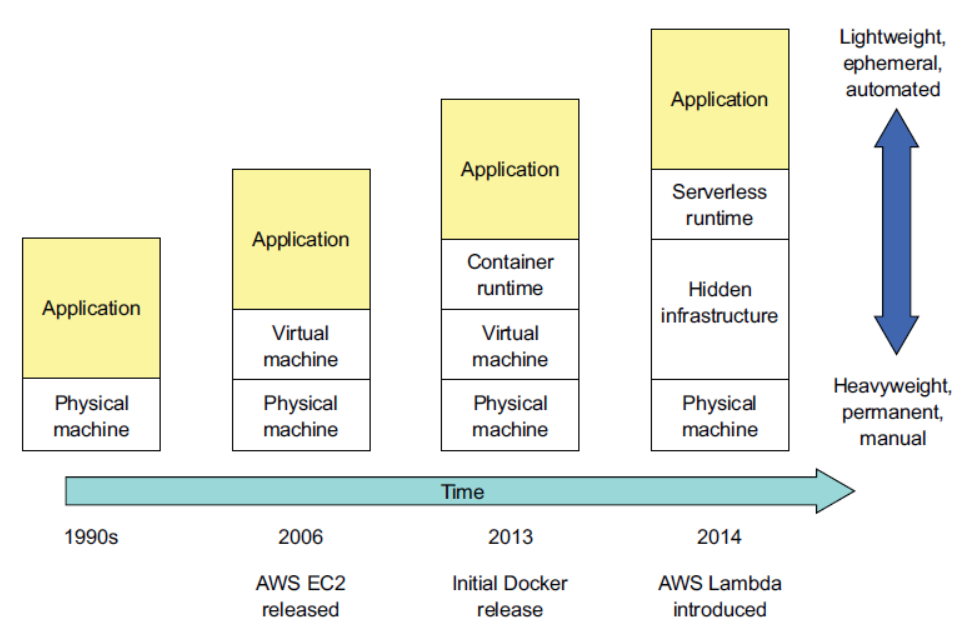 Application
Physical
machine
Application
Virtual
machine
Physical
machine
Application
Container
runtime
Virtual
machine
Physical
machine
Application
Serverless
runtime
Hidden
infrastructure
Physical
machine
Lightweight,
ephemeral,
automated
Heavyweight,
permanent,
manual
Time
1990s
2006
AWS EC2
released
2013
Initial Docker
release
2014
AWS Lambda
introduced